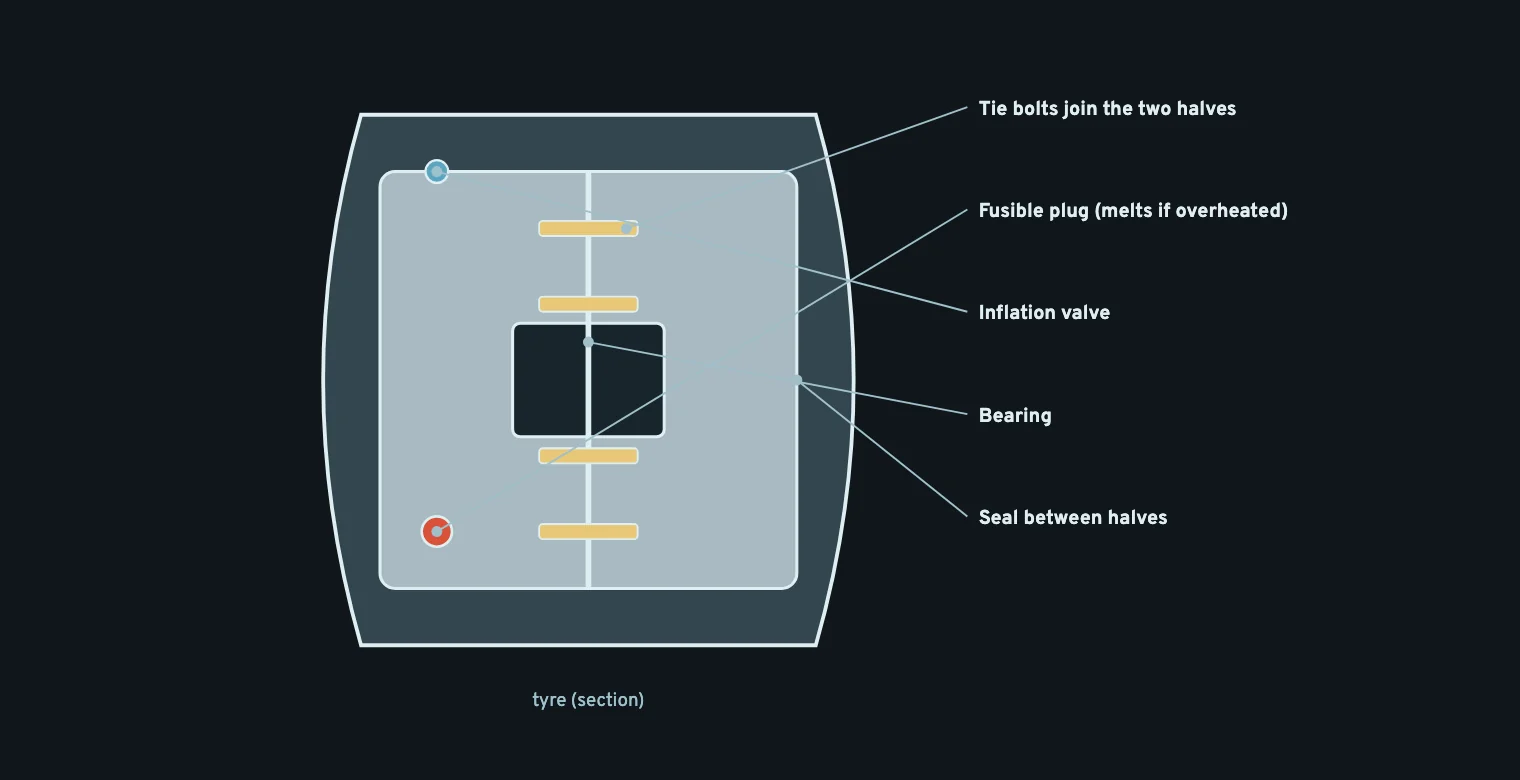 Tie bolts join the two halves
Fusible plug (melts if overheated)
Inflation valve
Bearing
Seal between halves
tyre (section)